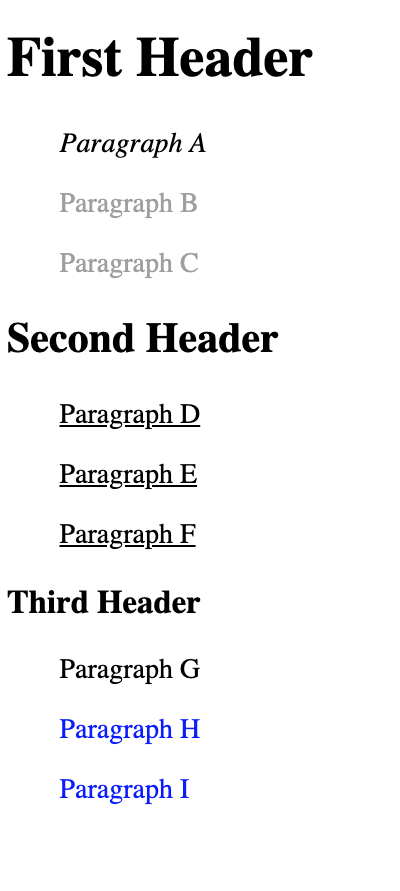 First Header
Paragraph A
Paragraph B
Paragraph C
Second Header
Paragraph D
Paragraph E
Paragraph F
Third Header
Paragraph G
Paragraph H
Paragraph I